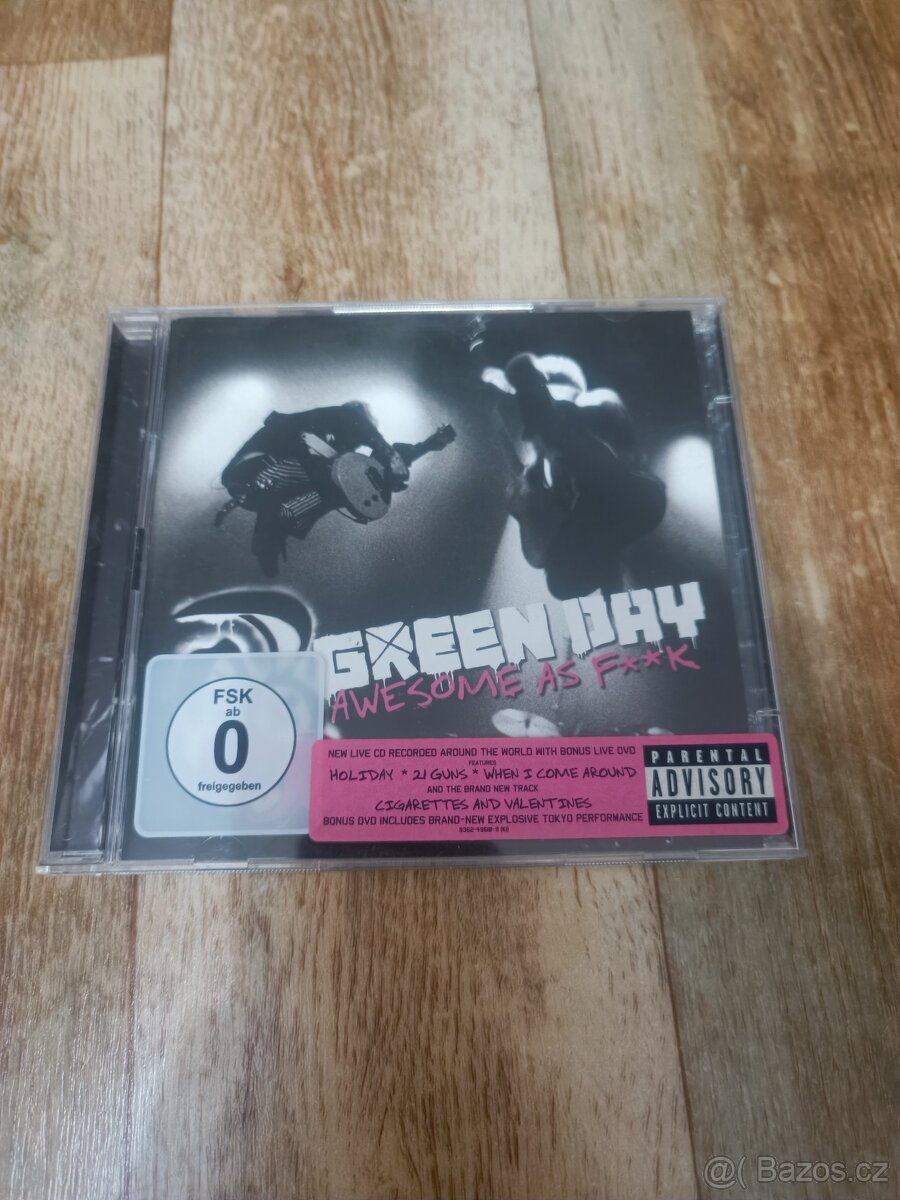 GREEN DAY
AWESOME AS F**K
FSK
ab
0
freigegeben
NEW LIVE CD RECORDED AROUND THE WORLD WITH BONUS LIVE DVD
FEATURES
HOLIDAY * 21 GUNS * WHEN I COME AROUND
AND THE BRAND NEW TRACK
CIGARETTES AND VALENTINES
BONUS DVD INCLUDES BRAND-NEW EXPLOSIVE TOKYO PERFORMANCE
PARENTAL
ADVISORY
EXPLICIT CONTENT
@( Bazos.cz